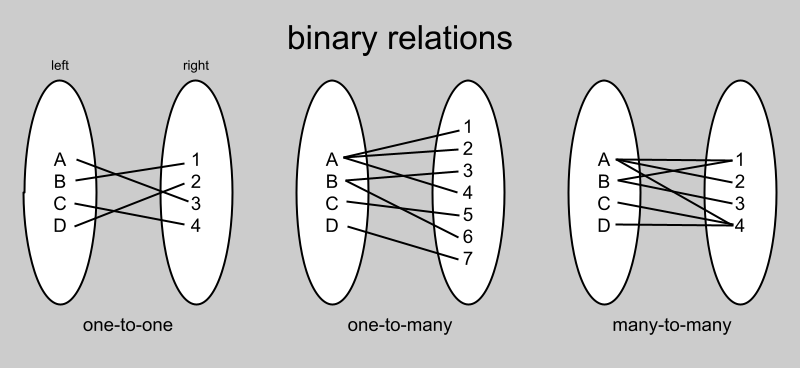 binary relations
left
right
A
B
C
D
1
2
3
4
one-to-one
A
B
C
D
1
2
3
4
5
6
7
one-to-many
A
B
C
D
1
2
3
4
many-to-many